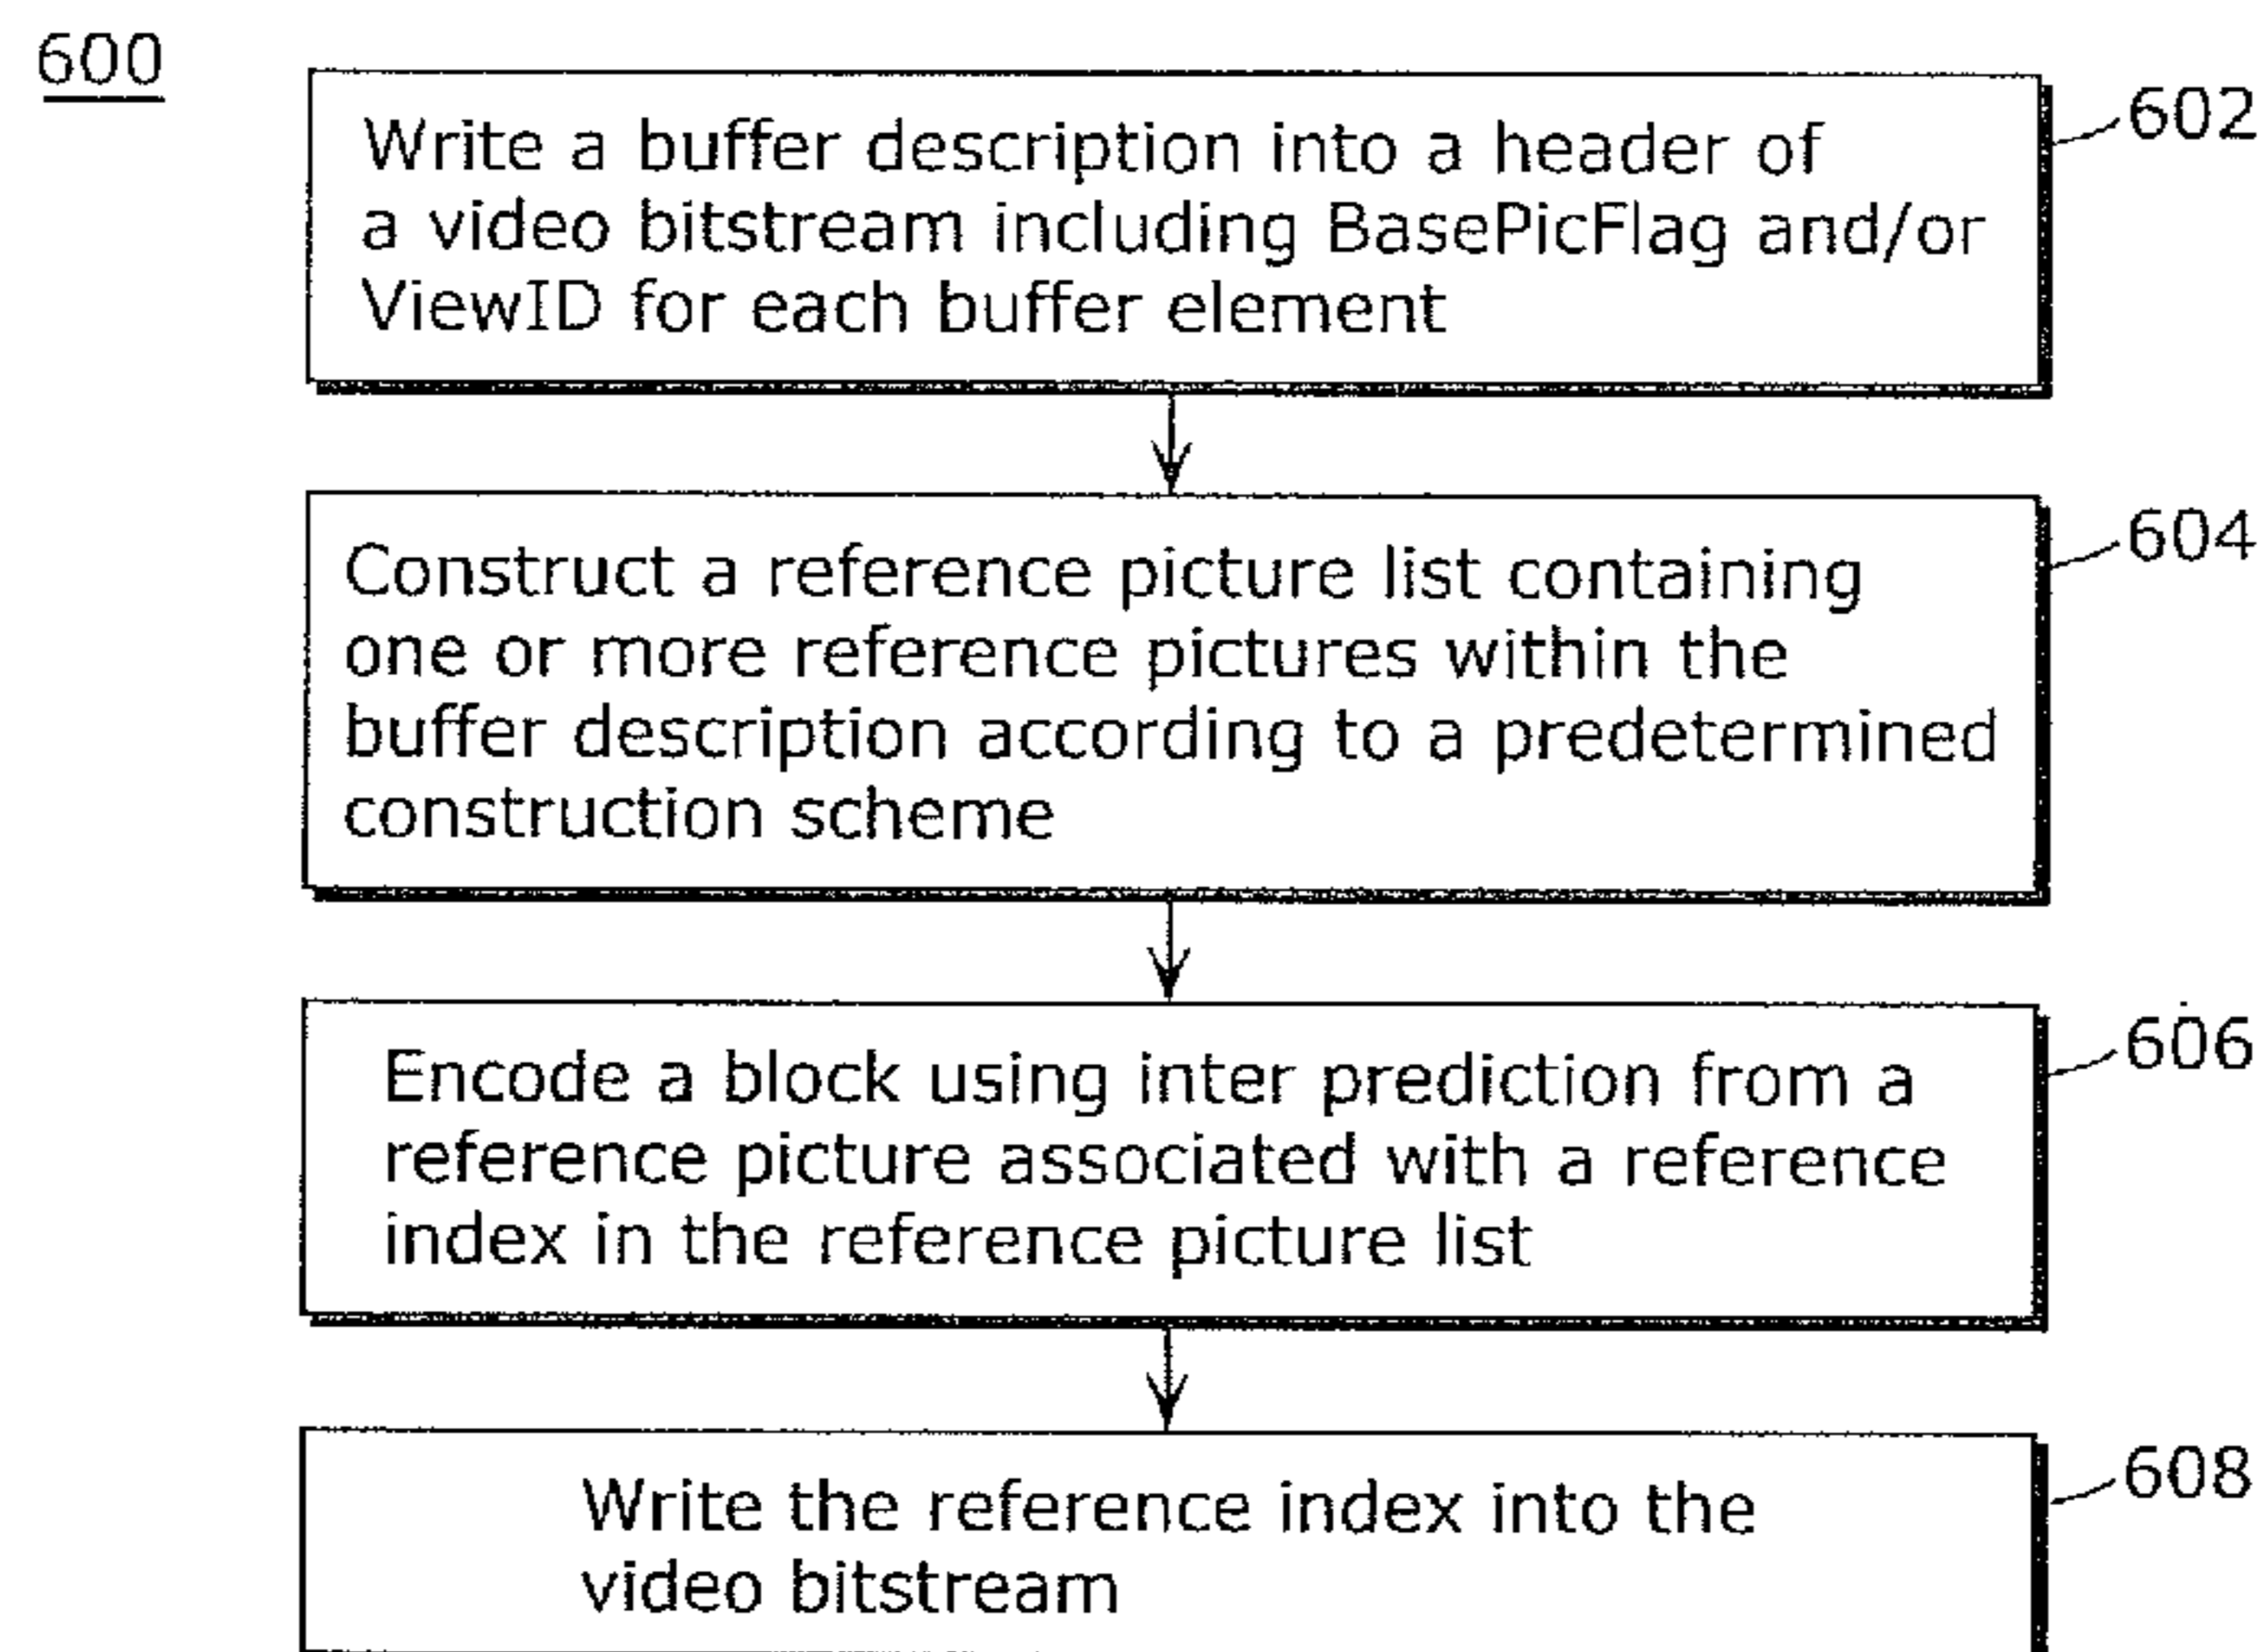 600
Write a buffer description into a header of
a video bitstream including BasePicFlag and/or
ViewID for each buffer element
602
Construct a reference picture list containing
one or more reference pictures within the
buffer description according to a predetermined
construction scheme
604
Encode a block using inter prediction from a
reference picture associated with a reference
index in the reference picture list
606
Write the reference index into the
video bitstream
608